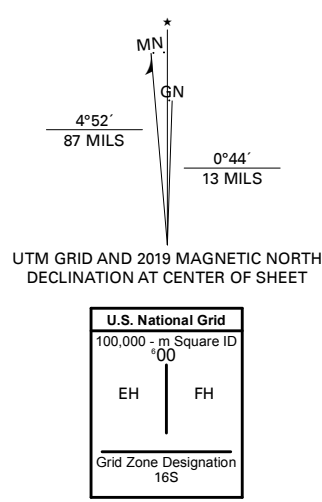 ★
MN
GN
4°52´
87 MILS
0°44´
13 MILS
UTM GRID AND 2019 MAGNETIC NORTH
DECLINATION AT CENTER OF SHEET
U.S. National Grid
100,000 - m Square ID
⁶00
EH FH
Grid Zone Designation
16S